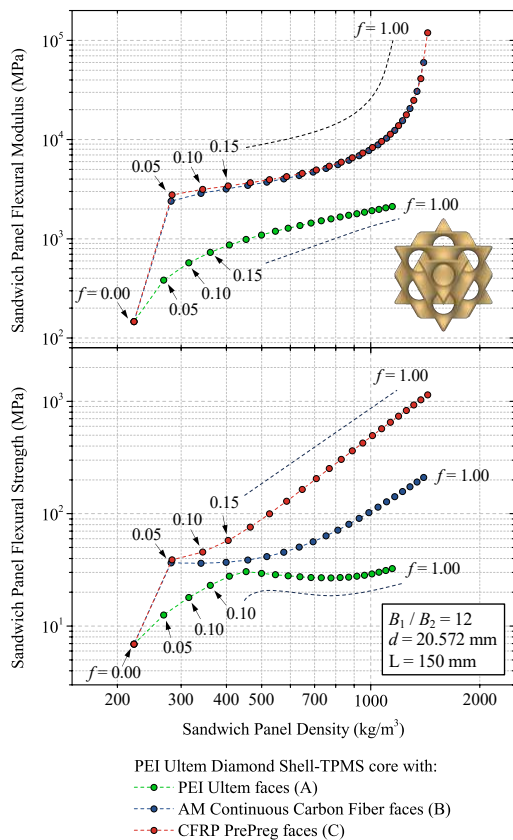 Sandwich Panel Flexural Modulus (MPa)
10^5
10^4
10^3
10^2
f = 1.00
0.05
0.10
0.15
f = 1.00
f = 0.00
0.05
0.10
0.15
Sandwich Panel Flexural Strength (MPa)
10^3
10^2
10^1
f = 1.00
0.05
0.10
0.15
f = 1.00
f = 1.00
0.10
0.10
0.05
f = 0.00
B1 / B2 = 12
d = 20.572 mm
L = 150 mm
200 300 400 500 700 1000 2000
Sandwich Panel Density (kg/m^3)
PEI Ultem Diamond Shell-TPMS core with:
PEI Ultem faces (A)
AM Continuous Carbon Fiber faces (B)
CFRP PrePreg faces (C)